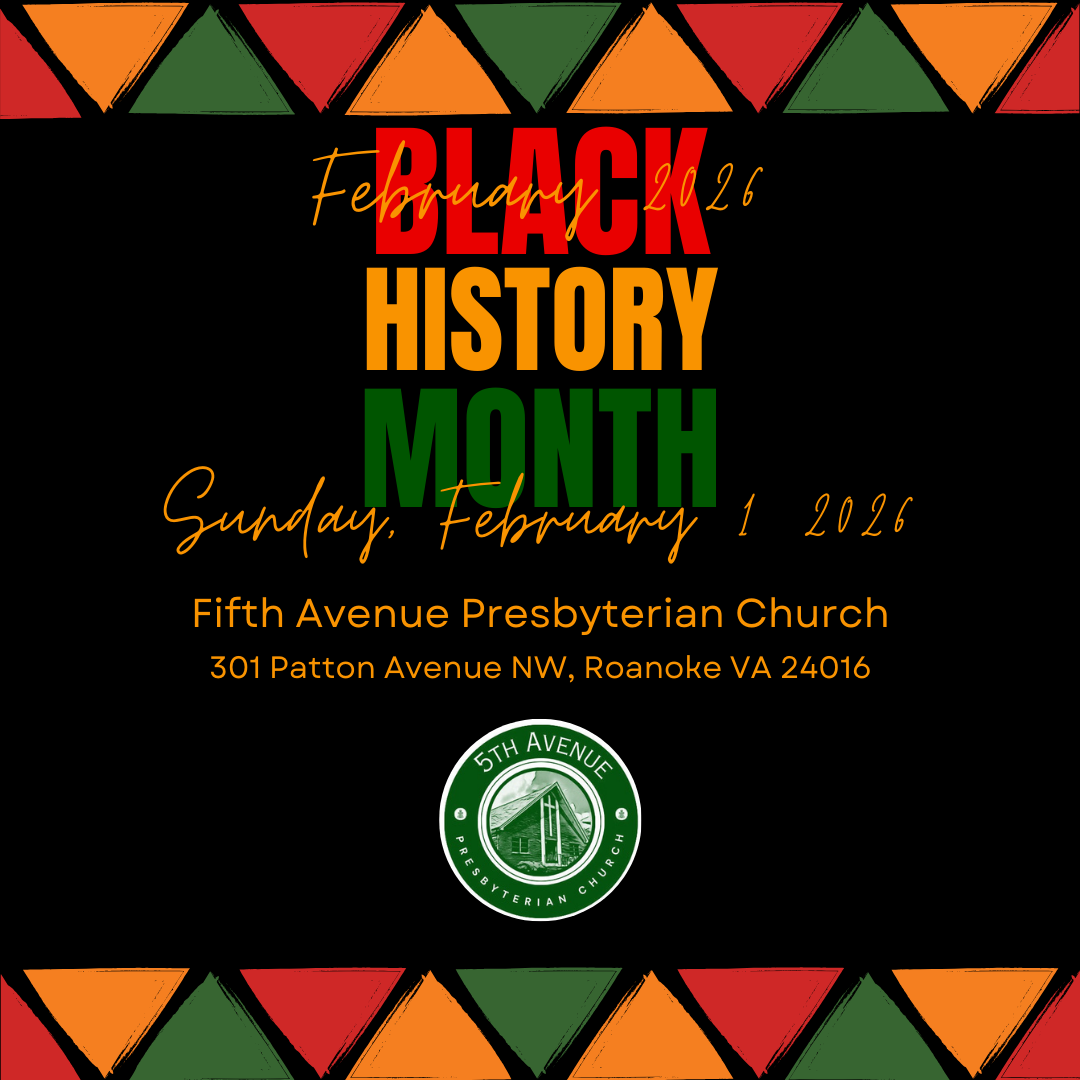 February 2026
BLACK
HISTORY
MONTH
Sunday, February 1 2026
Fifth Avenue Presbyterian Church
301 Patton Avenue NW, Roanoke VA 24016
5TH AVENUE
PRESBYTERIAN CHURCH